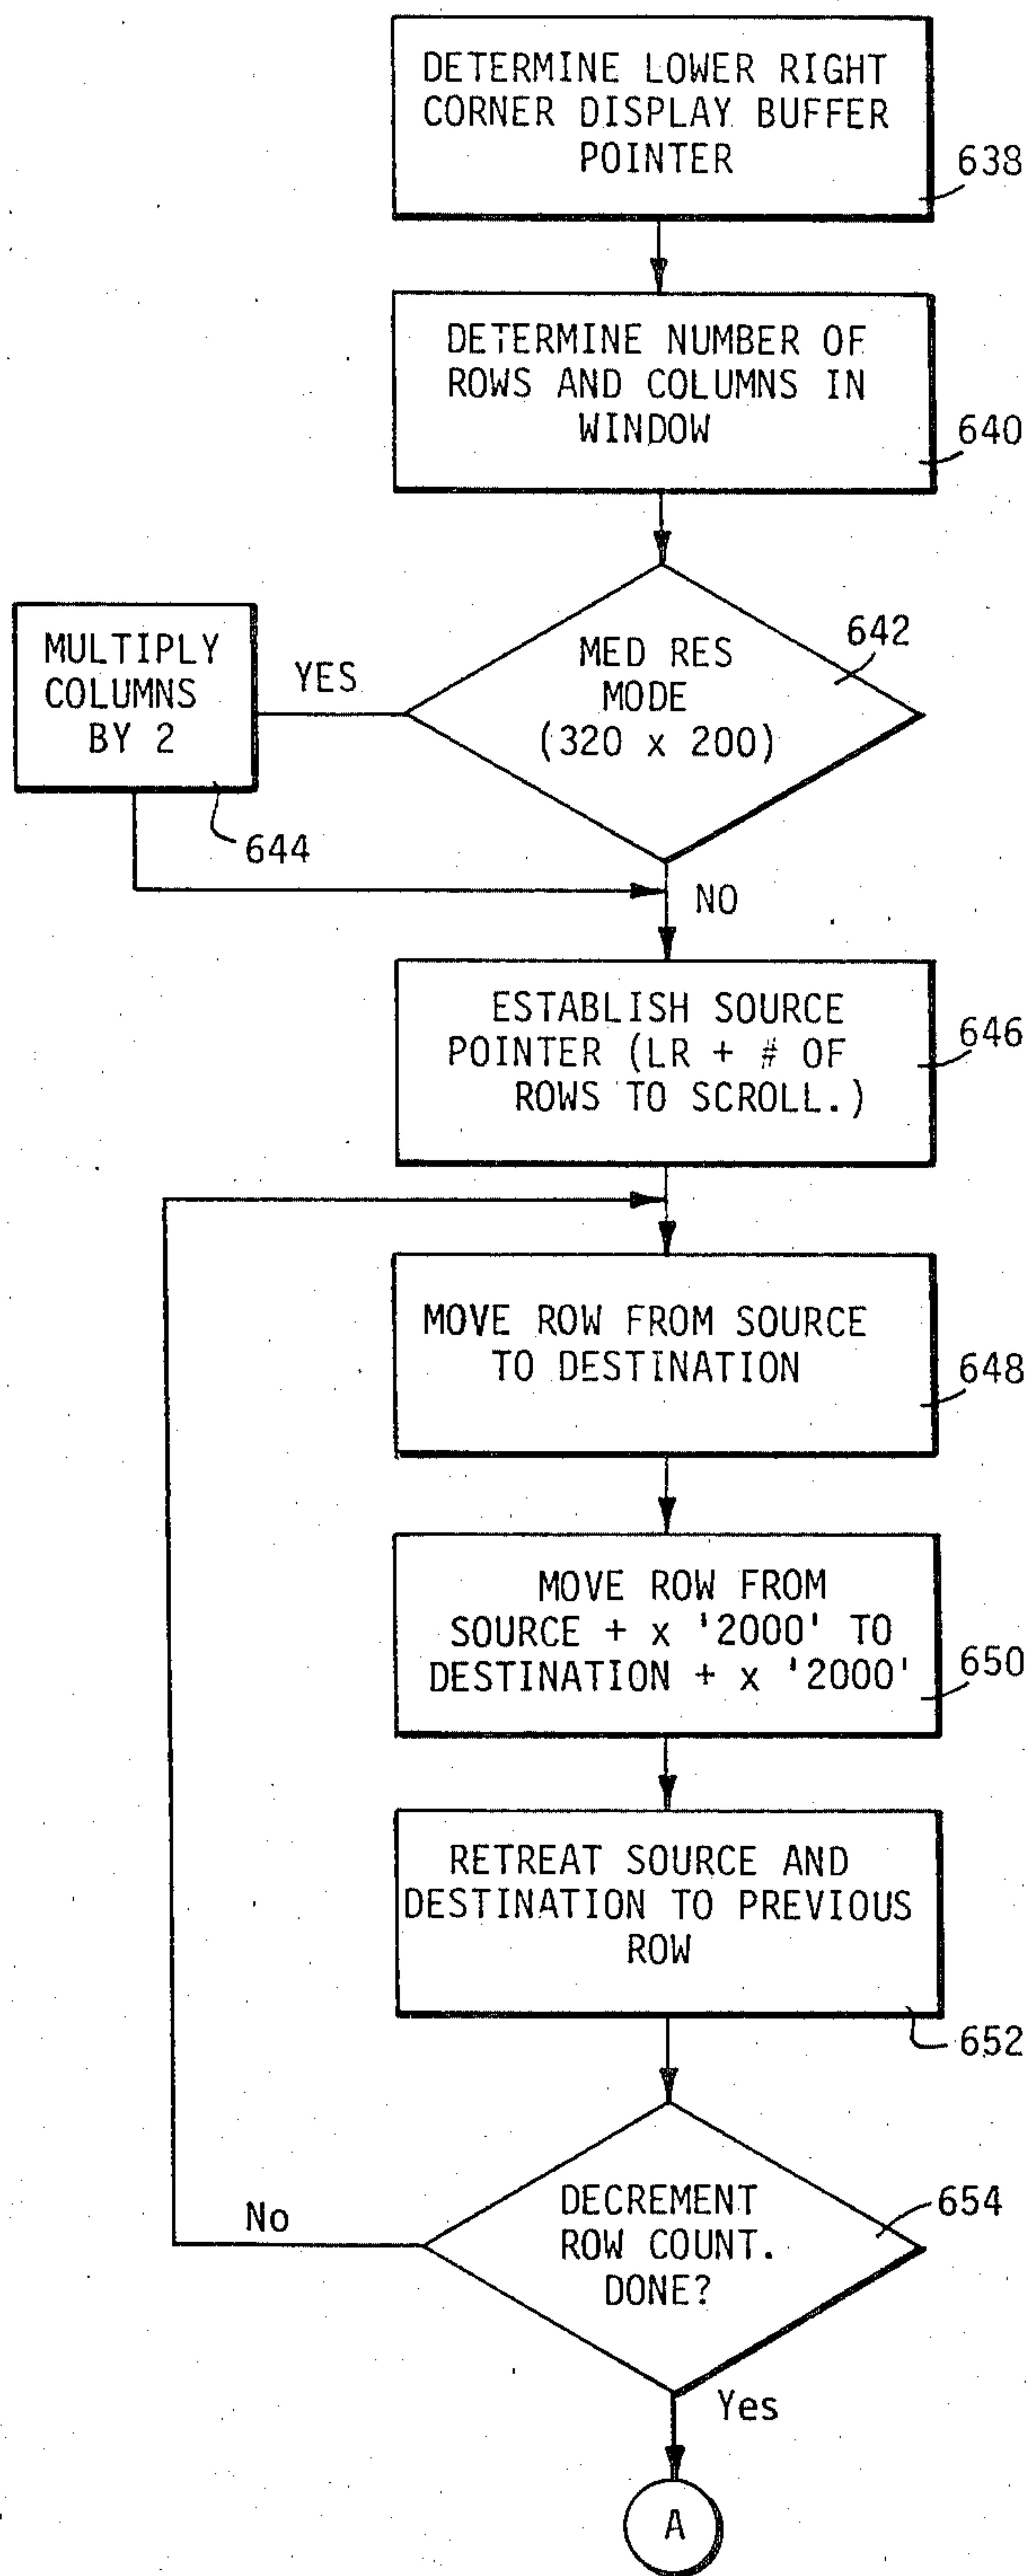 DETERMINE LOWER RIGHT
CORNER DISPLAY BUFFER
POINTER
638
DETERMINE NUMBER OF
ROWS AND COLUMNS IN
WINDOW
640
MED RES
MODE
(320 x 200)
642
YES
MULTIPLY
COLUMNS
BY 2
644
NO
ESTABLISH SOURCE
POINTER (LR + # OF
ROWS TO SCROLL.)
646
MOVE ROW FROM SOURCE
TO DESTINATION
648
MOVE ROW FROM
SOURCE + x '2000' TO
DESTINATION + x '2000'
650
RETREAT SOURCE AND
DESTINATION TO PREVIOUS
ROW
652
DECREMENT
ROW COUNT.
DONE?
654
No
Yes
A